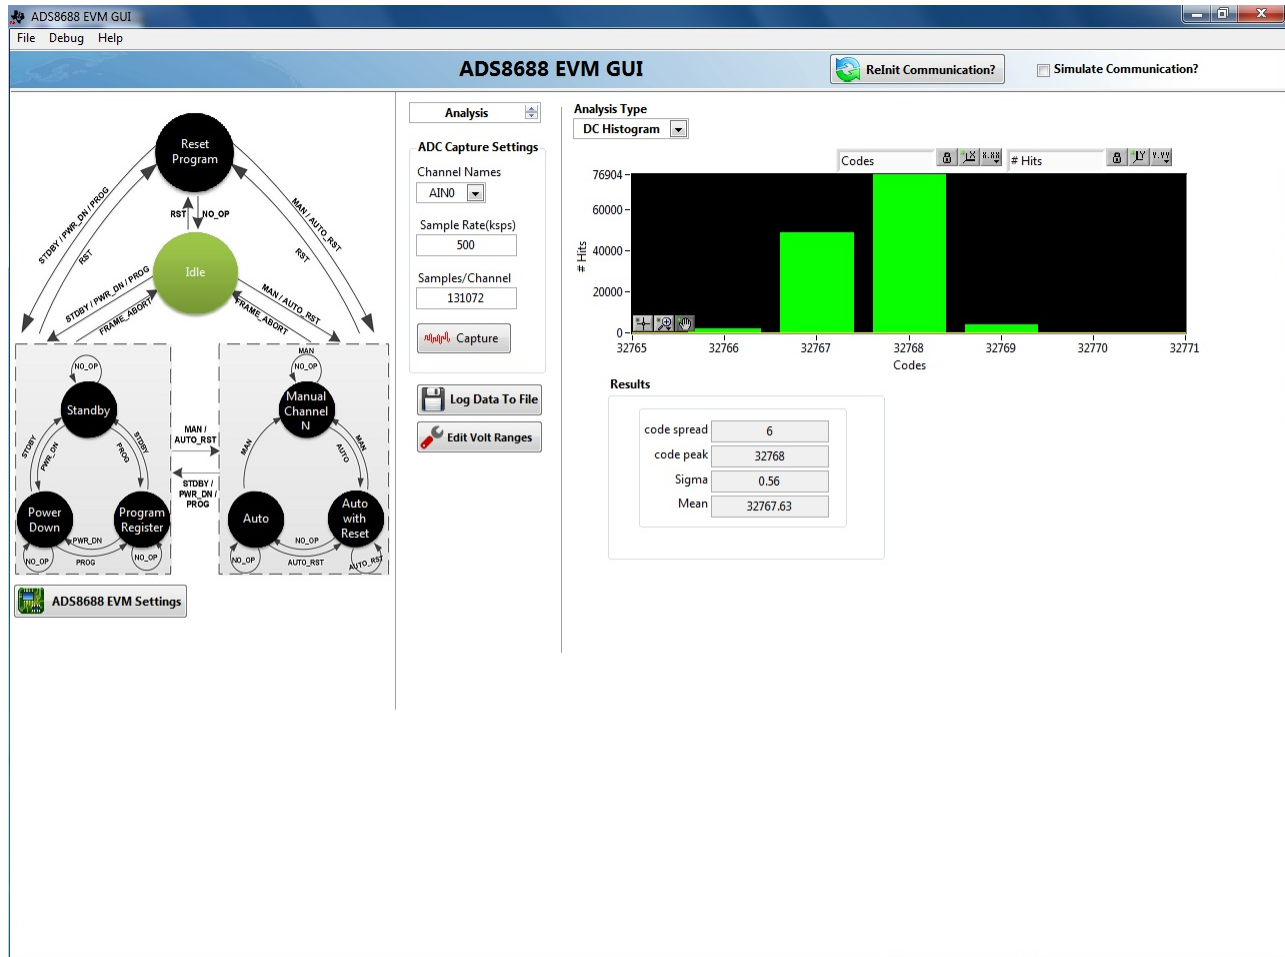 ADS8688 EVM GUI
File Debug Help
ADS8688 EVM GUI
ReInit Communication?
Simulate Communication?
Reset
Program
STDBY / PWR_DN / PROG
RST
RST
NO_OP
MAN / AUTO_RST
RST
Idle
STDBY / PWR_DN / PROG
FRAME_ABORT
MAN / AUTO_RST
FRAME_ABORT
NO_OP
Standby
STDBY
PWR_DN
STDBY
PROG
Power
Down
Program
Register
PWR_DN
PROG
NO_OP
NO_OP
MAN /
AUTO_RST
STDBY /
PWR_DN /
PROG
MAN
NO_OP
Manual
Channel
N
MAN
MAN
AUTO
Auto
Auto
with
Reset
NO_OP
AUTO_RST
NO_OP
AUTO_RST
ADS8688 EVM Settings
Analysis
ADC Capture Settings
Channel Names
AIN0
Sample Rate(ksps)
500
Samples/Channel
131072
Capture
Log Data To File
Edit Volt Ranges
Analysis Type
DC Histogram
Codes
X.XX
# Hits
Y.YY
# Hits
76904
60000
40000
20000
0
32765 32766 32767 32768 32769 32770 32771
Codes
Results
code spread 6
code peak 32768
Sigma 0.56
Mean 32767.63